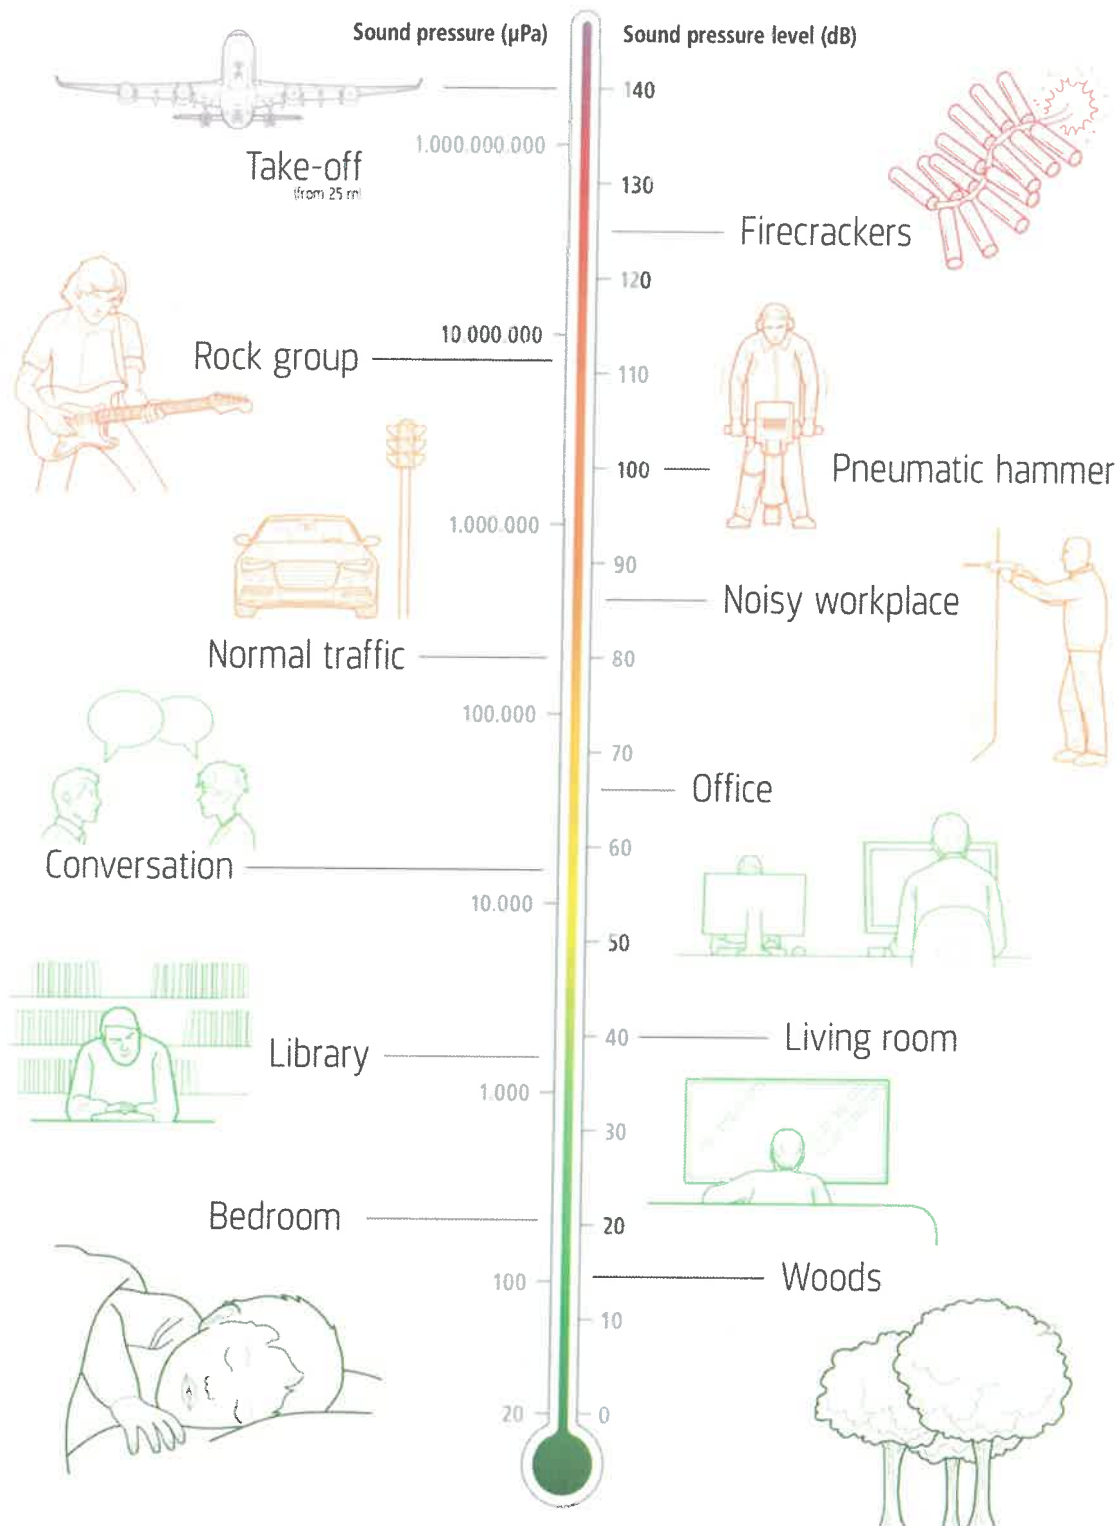 Sound pressure (µPa)
Sound pressure level (dB)
140
Take-off
(from 25 m)
1.000.000.000
130
Firecrackers
120
10.000.000
Rock group
110
100
Pneumatic hammer
1.000.000
90
Noisy workplace
Normal traffic
80
100.000
70
Office
60
Conversation
10.000
50
40
Living room
Library
1.000
30
Bedroom
20
Woods
100
10
20
0